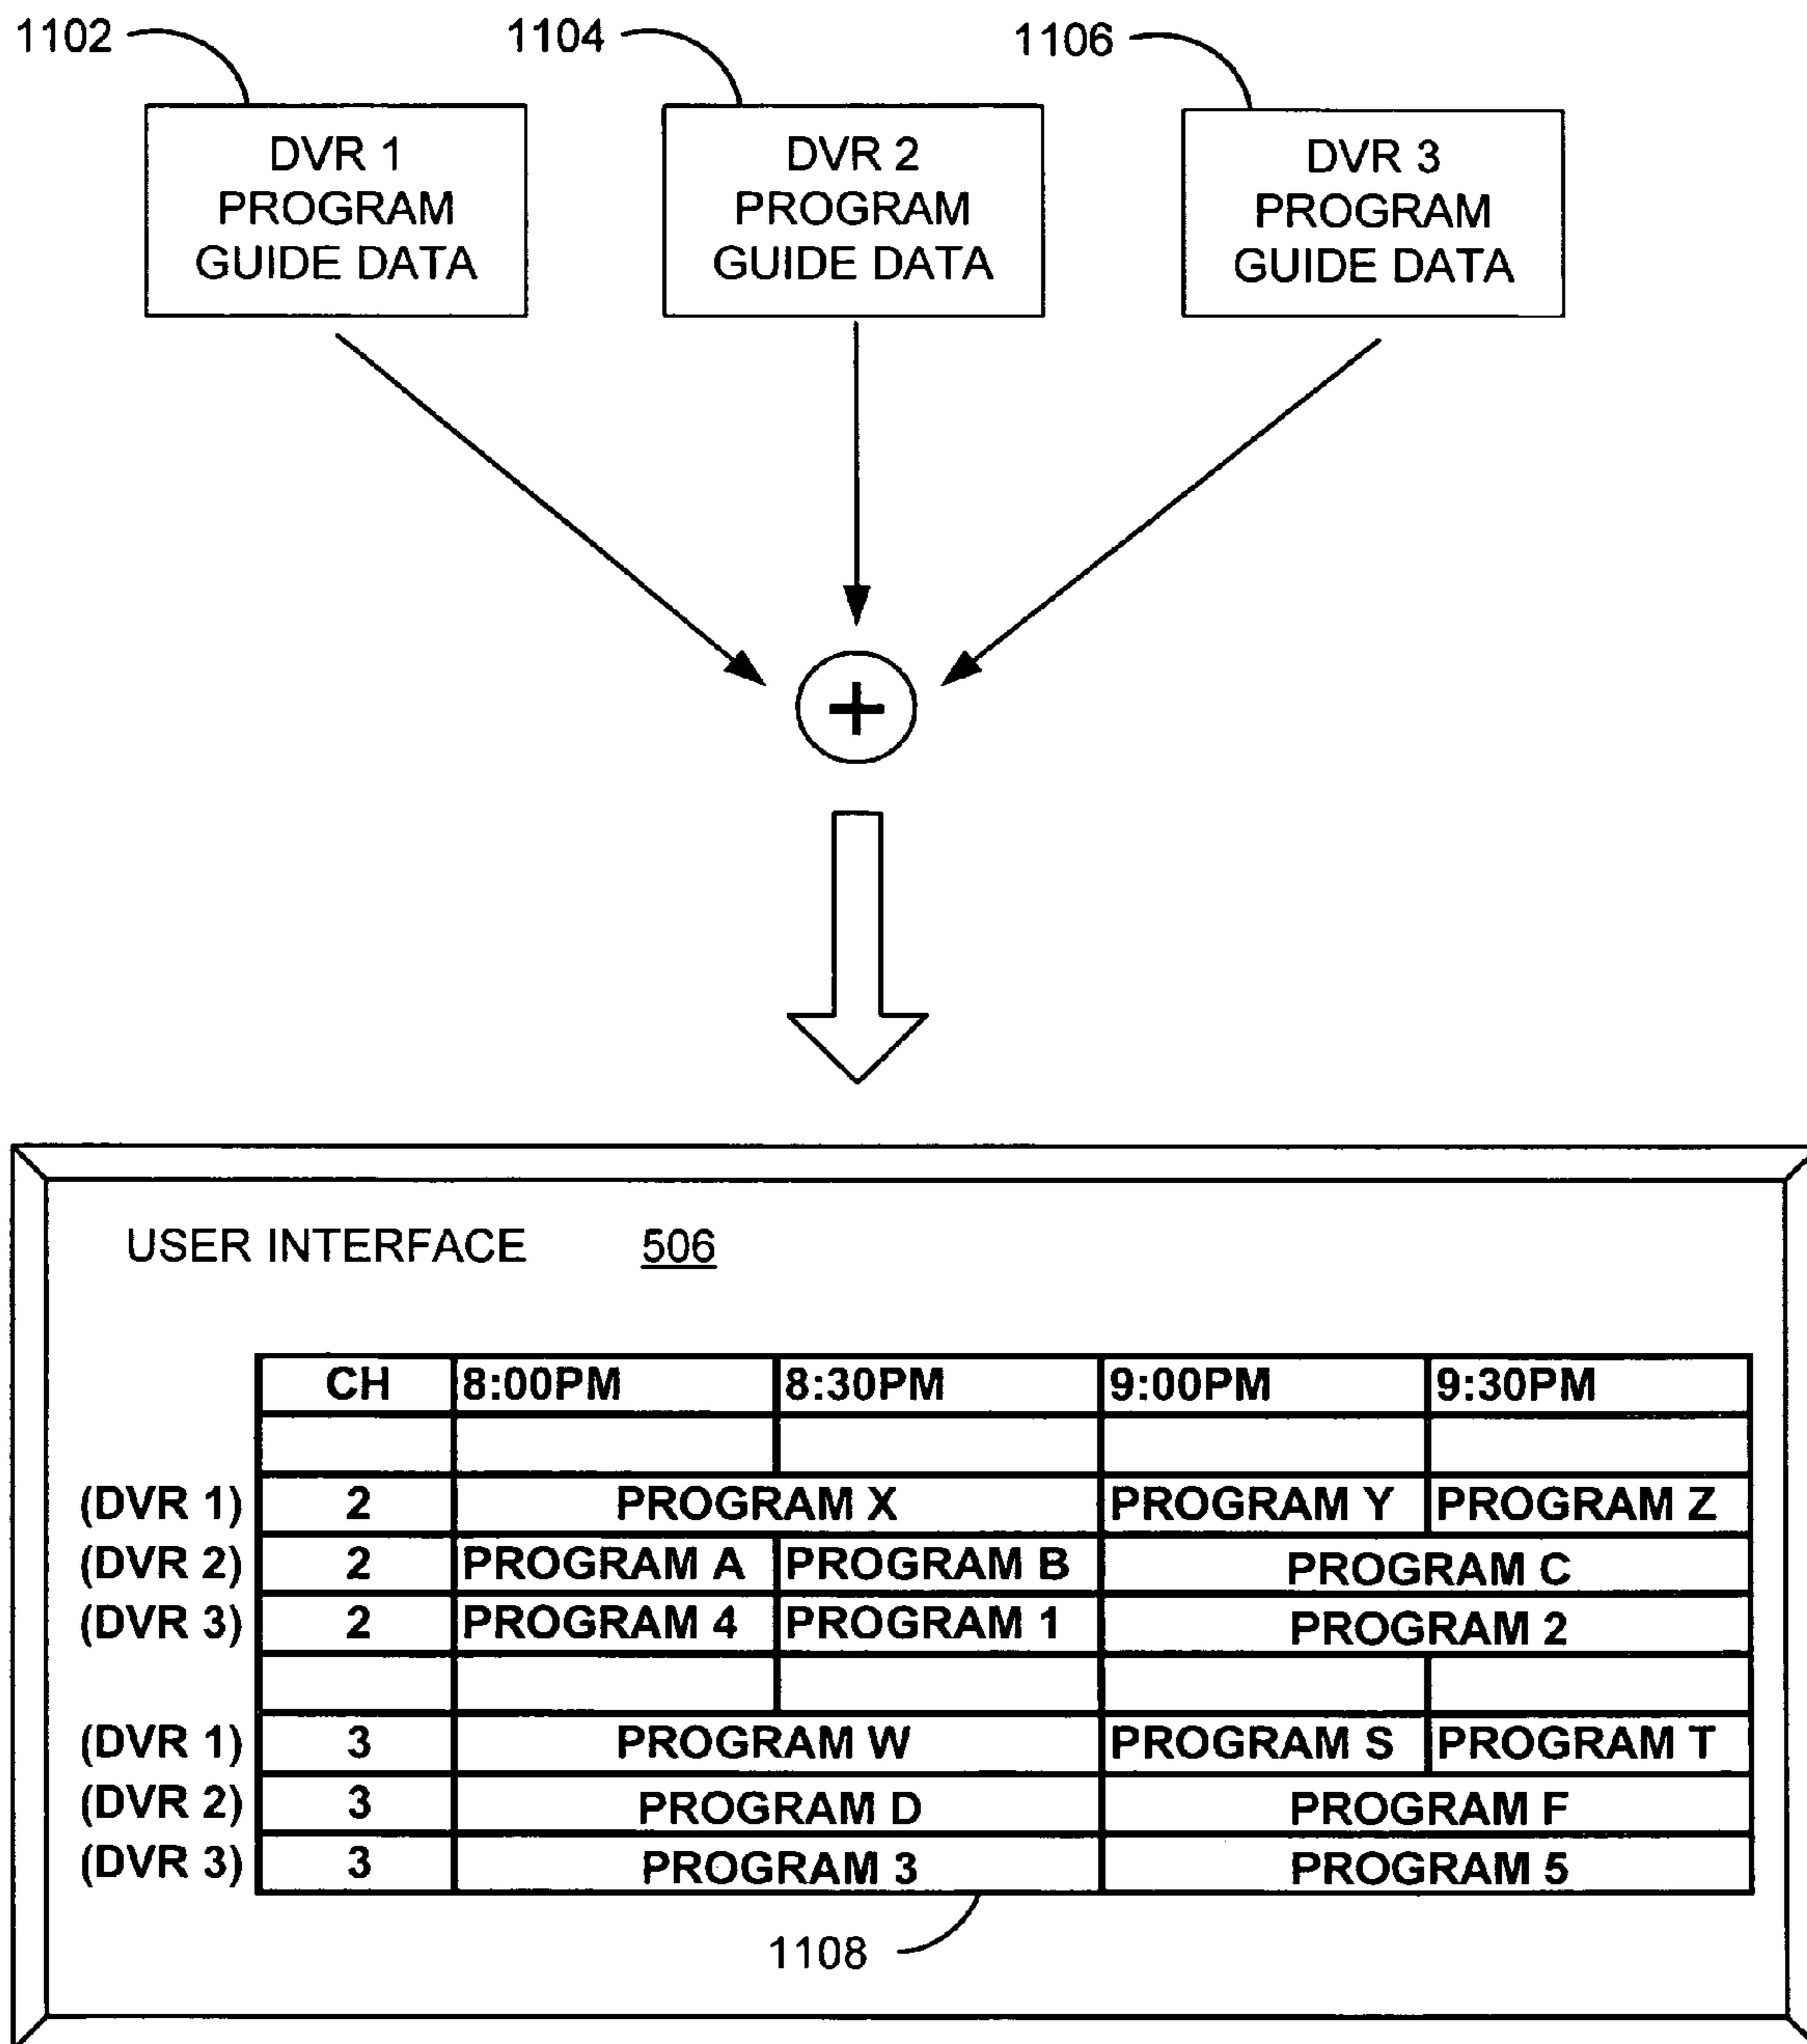 1102
1104
1106
DVR 1
PROGRAM
GUIDE DATA
DVR 2
PROGRAM
GUIDE DATA
DVR 3
PROGRAM
GUIDE DATA
+
USER INTERFACE 506
CH 8:00PM 8:30PM 9:00PM 9:30PM
(DVR 1) 2 PROGRAM X PROGRAM Y PROGRAM Z
(DVR 2) 2 PROGRAM A PROGRAM B PROGRAM C
(DVR 3) 2 PROGRAM 4 PROGRAM 1 PROGRAM 2
(DVR 1) 3 PROGRAM W PROGRAM S PROGRAM T
(DVR 2) 3 PROGRAM D PROGRAM F
(DVR 3) 3 PROGRAM 3 PROGRAM 5
1108